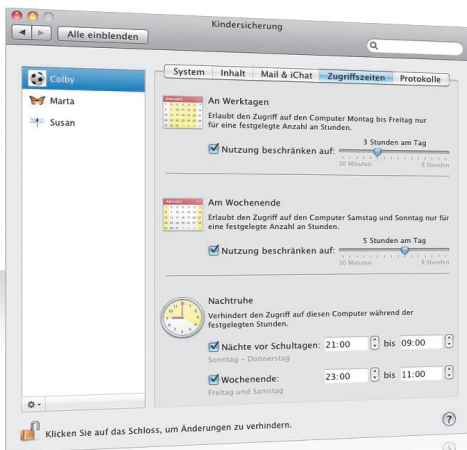 Kindersicherung
Alle einblenden
System Inhalt Mail & iChat Zugriffszeiten Protokolle
Colby
Marta
Susan
An Werktagen
Erlaubt den Zugriff auf den Computer Montag bis Freitag nur
für eine festgelegte Anzahl an Stunden.
3 Stunden am Tag
Nutzung beschränken auf:
30 Minuten 8 Stunden
Am Wochenende
Erlaubt den Zugriff auf den Computer Samstag und Sonntag nur für
eine festgelegte Anzahl an Stunden.
5 Stunden am Tag
Nutzung beschränken auf:
30 Minuten 8 Stunden
Nachtruhe
Verhindert den Zugriff auf diesen Computer während der
festgelegten Stunden.
Nächte vor Schultagen: 21:00 bis 09:00
Sonntag – Donnerstag
Wochenende: 23:00 bis 11:00
Freitag und Samstag
Klicken Sie auf das Schloss, um Änderungen zu verhindern.
?